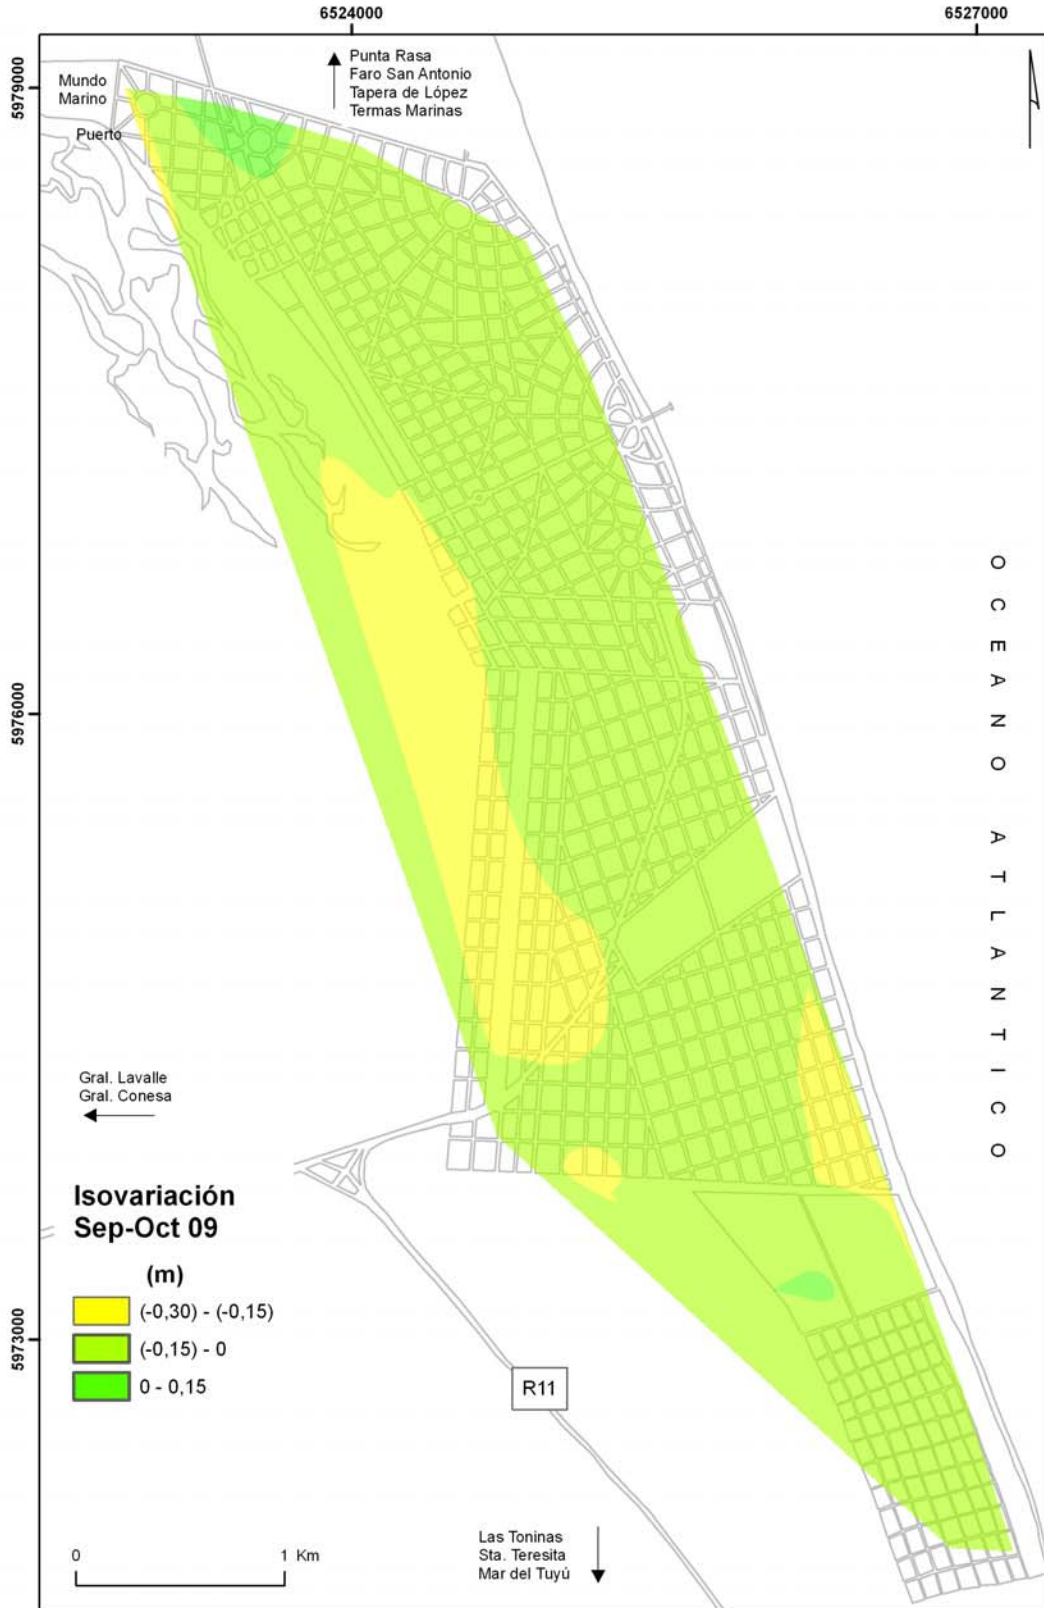 6524000
6527000
5979000
Mundo
Marino
Puerto
Punta Rasa
Faro San Antonio
Tapera de López
Termas Marinas
5976000
OCEANO ATLANTICO
Gral. Lavalle
Gral. Conesa
Isovariación
Sep-Oct 09
(m)
(-0,30) - (-0,15)
(-0,15) - 0
0 - 0,15
5973000
R11
0 1 Km
Las Toninas
Sta. Teresita
Mar del Tuyú